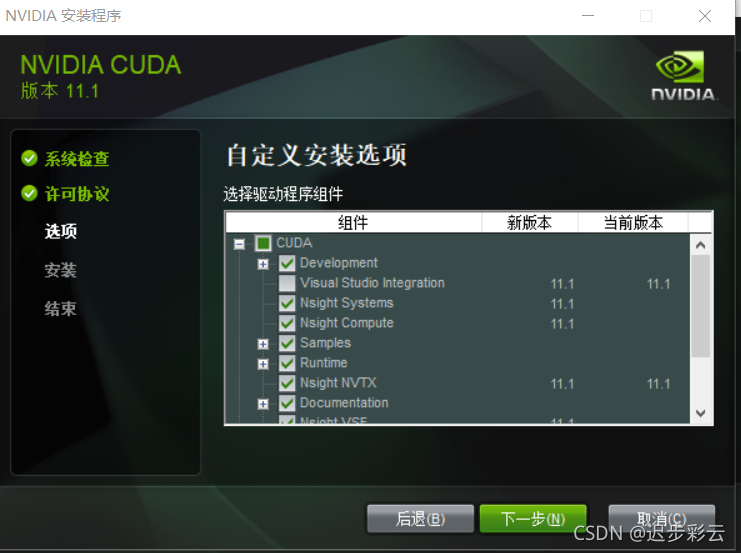 NVIDIA 安装程序
NVIDIA CUDA
版本 11.1
NVIDIA.
系统检查
许可协议
选项
安装
结束
自定义安装选项
选择驱动程序组件
组件 新版本 当前版本
CUDA
Development
Visual Studio Integration 11.1 11.1
Nsight Systems 11.1
Nsight Compute 11.1
Samples
Runtime
Nsight NVTX 11.1 11.1
Documentation
Nsight VSE 11.1
后退(B) 下一步(N) 取消(C)
CSDN @迟步彩云